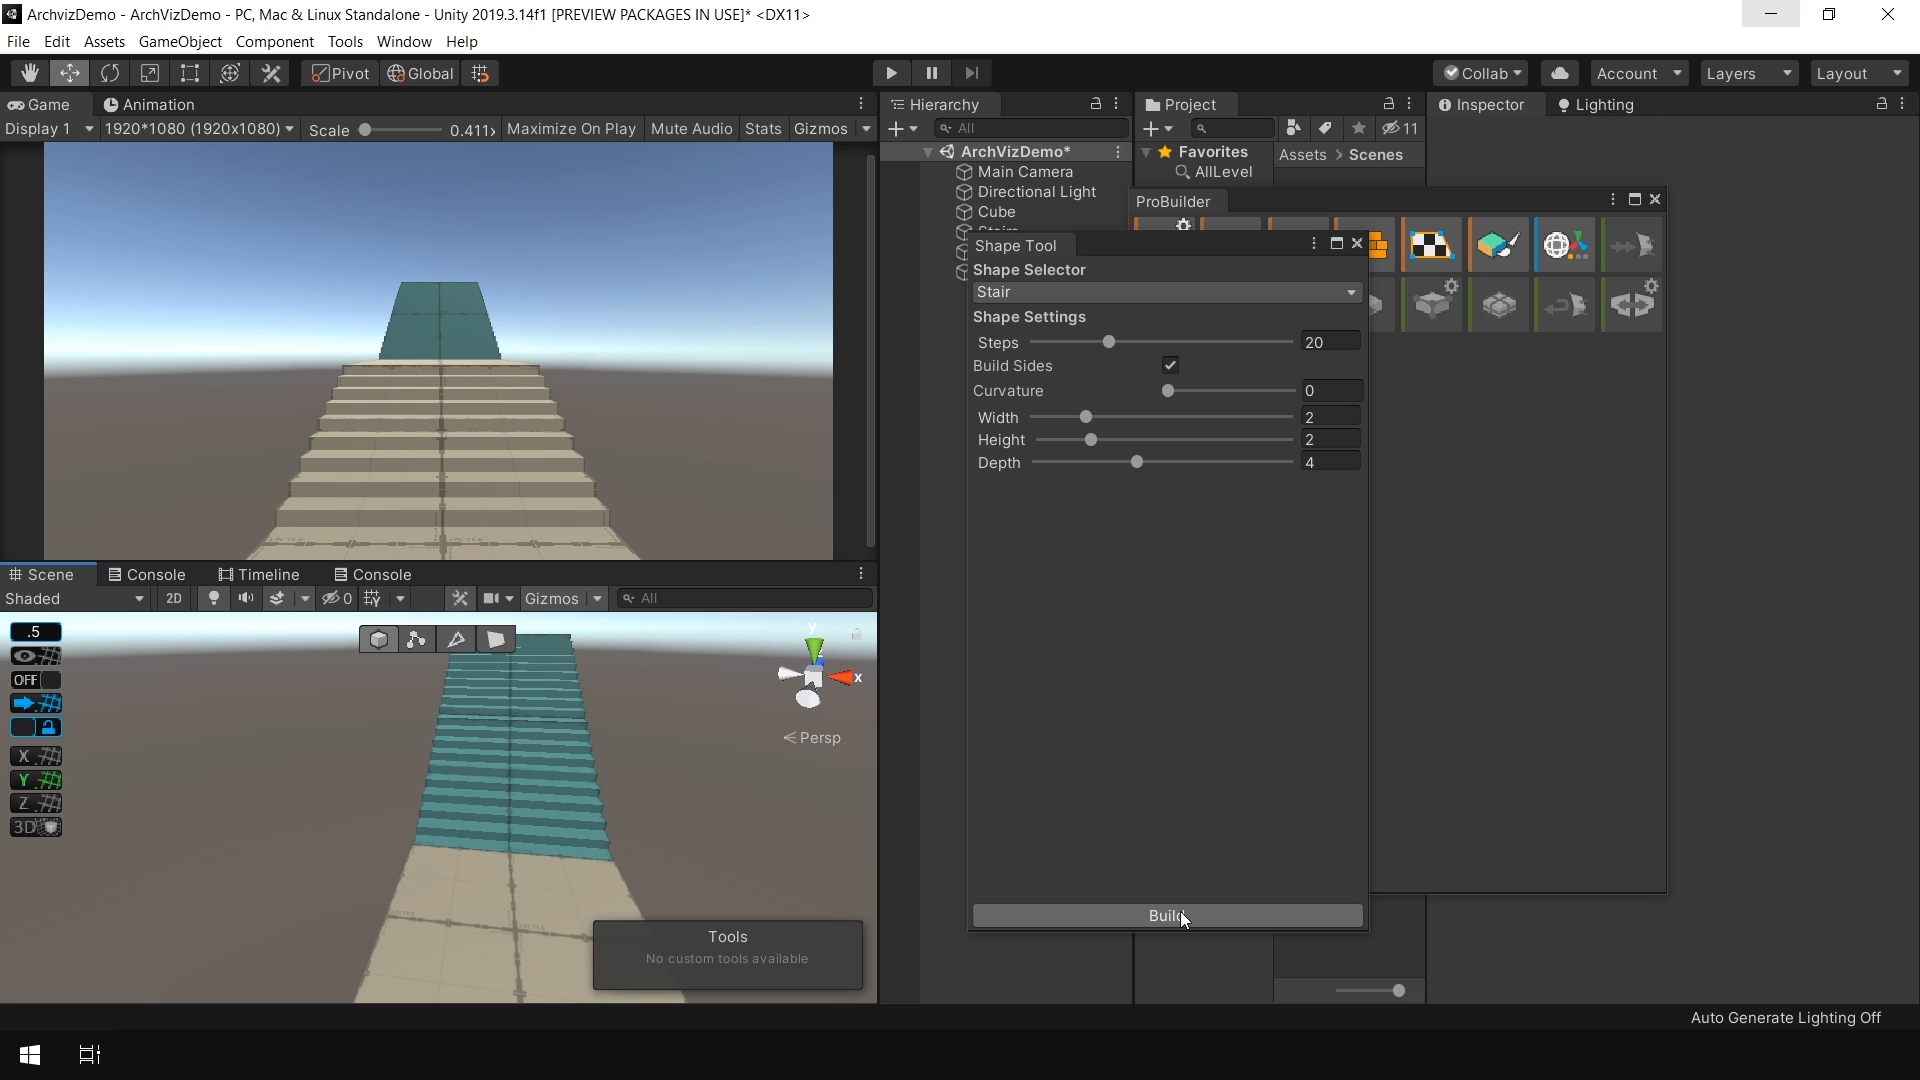 ArchvizDemo - ArchVizDemo - PC, Mac & Linux Standalone - Unity 2019.3.14f1 [PREVIEW PACKAGES IN USE]* <DX11>
File Edit Assets GameObject Component Tools Window Help
Pivot Global Collab Account Layers Layout
Game Animation Hierarchy Project Inspector Lighting
Display 1 1920*1080 (1920x1080) Scale 0.411x Maximize On Play Mute Audio Stats Gizmos All 11
ArchVizDemo* Favorites Assets > Scenes
Main Camera AllLevel
Directional Light
ProBuilder
Cube
Shape Tool
Shape Selector
Stair
Shape Settings
Steps 20
Build Sides
Curvature 0
Width 2
Height 2
Depth 4
Build
Scene Console Timeline Console
Shaded 2D 0 Gizmos All
.5
OFF
X
Y
Z
3D
y
x
Persp
Tools
No custom tools available
Auto Generate Lighting Off